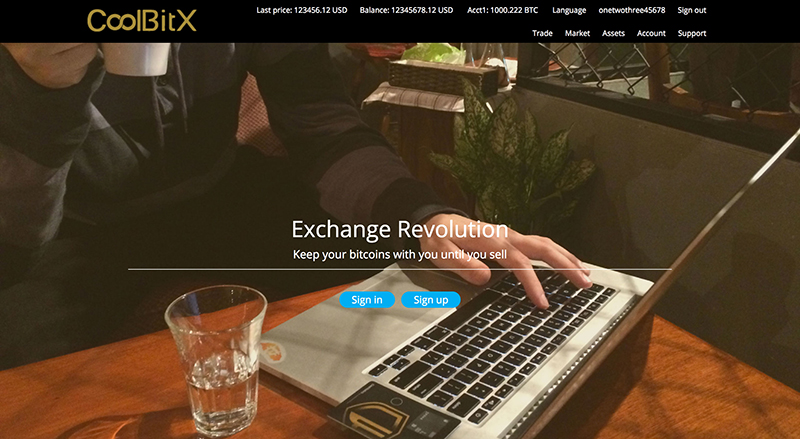 CoolBitX
Last price: 123456.12 USD Balance: 12345678.12 USD Acct1: 1000.222 BTC Language onetwothree45678 Sign out
Trade Market Assets Account Support
Exchange Revolution
Keep your bitcoins with you until you sell
Sign in Sign up